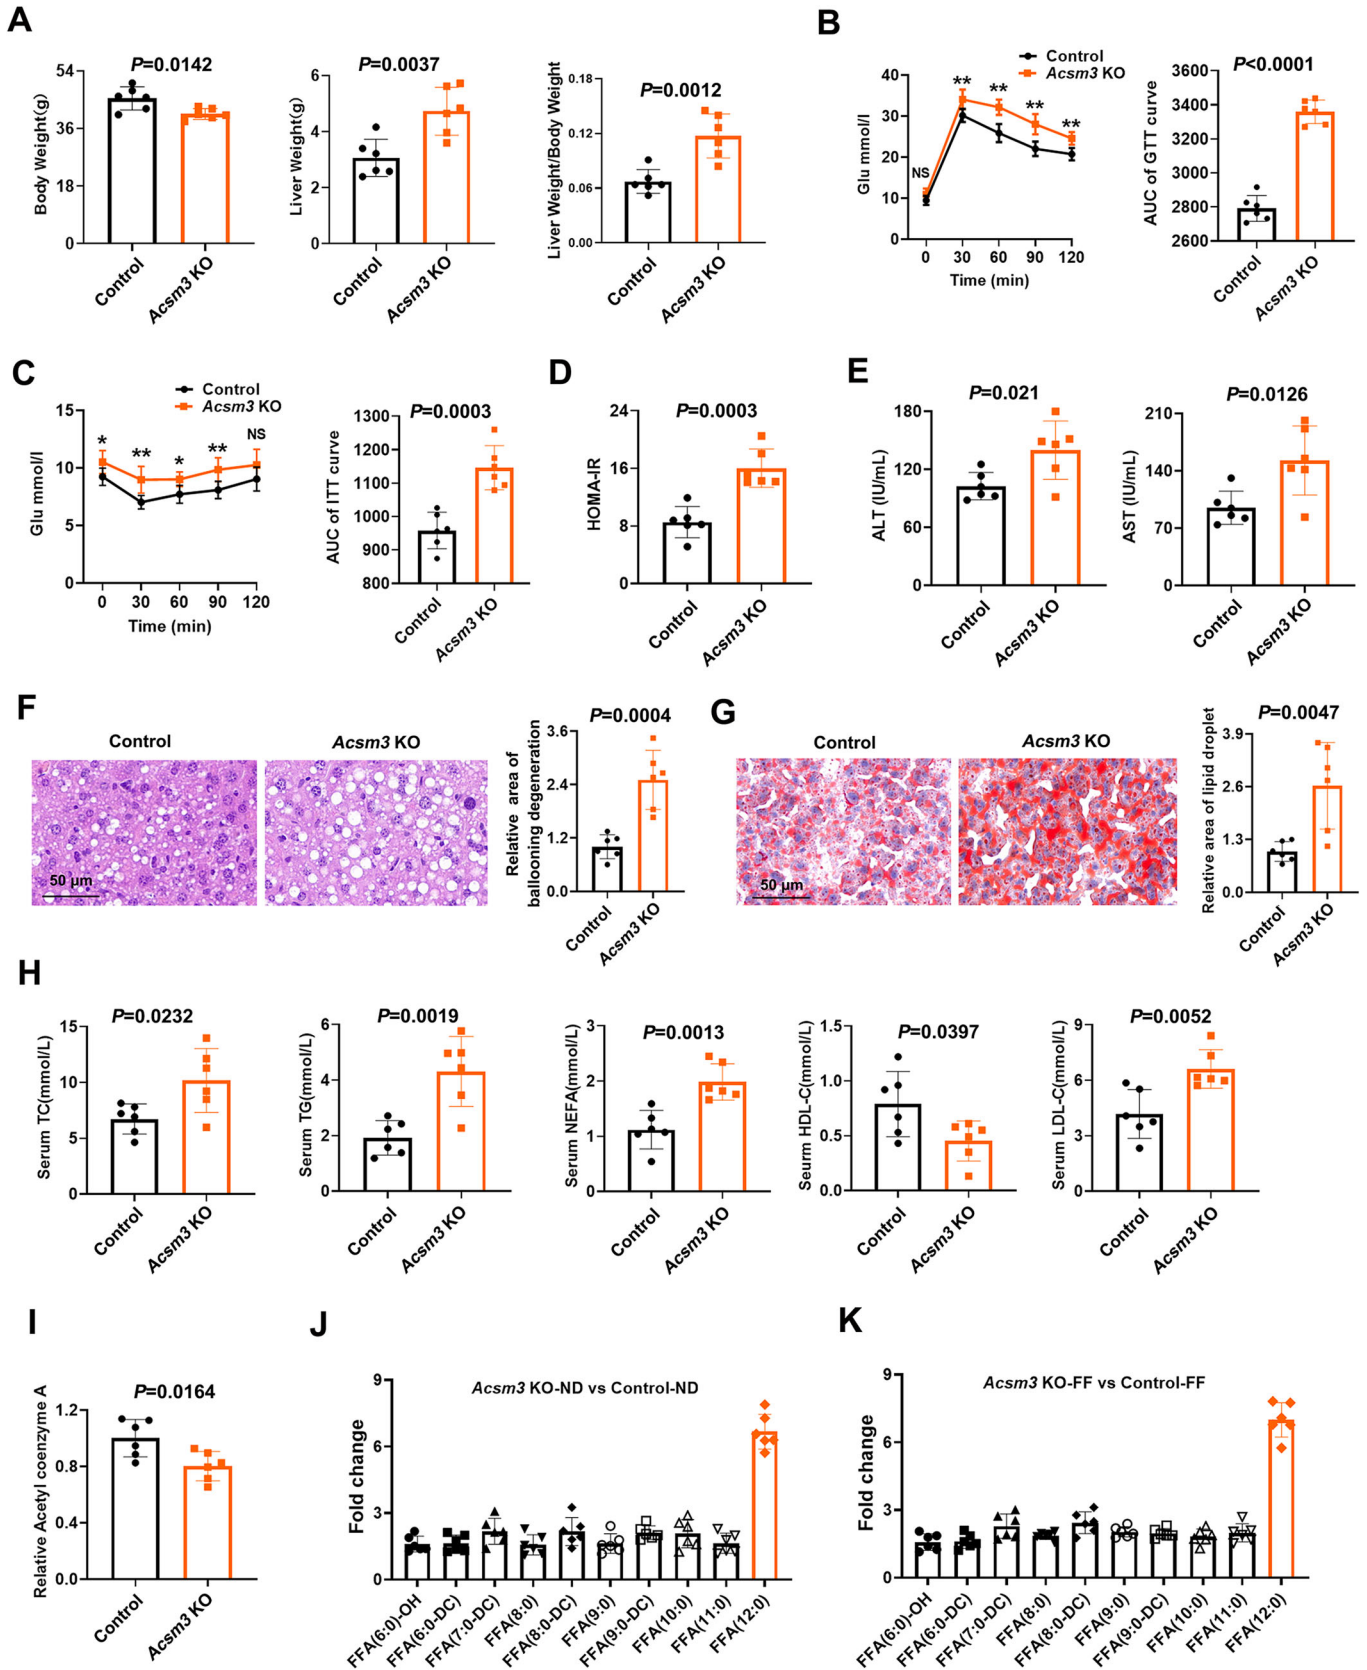 A
P=0.0142
Body Weight(g)
54
36
18
0
Control
Acsm3 KO
P=0.0037
Liver Weight(g)
6
4
2
0
Control
Acsm3 KO
P=0.0012
Liver Weight/Body Weight
0.18
0.12
0.06
0.00
Control
Acsm3 KO
B
Control
Acsm3 KO
Glu mmol/l
40
30
20
10
0
NS
**
**
**
**
0
30
60
90
120
Time (min)
P<0.0001
AUC of GTT curve
3600
3400
3200
3000
2800
2600
Control
Acsm3 KO
C
Control
Acsm3 KO
Glu mmol/l
15
10
5
0
*
**
*
**
NS
0
30
60
90
120
Time (min)
P=0.0003
AUC of ITT curve
1300
1200
1100
1000
900
800
Control
Acsm3 KO
D
P=0.0003
HOMA-IR
24
16
8
0
Control
Acsm3 KO
E
P=0.021
ALT (IU/mL)
180
120
60
0
Control
Acsm3 KO
P=0.0126
AST (IU/mL)
210
140
70
0
Control
Acsm3 KO
F
Control
Acsm3 KO
50 μm
P=0.0004
Relative area of
ballooning degeneration
3.6
2.4
1.2
0.0
Control
Acsm3 KO
G
Control
Acsm3 KO
50 μm
P=0.0047
Relative area of lipid droplet
3.9
2.6
1.3
0.0
Control
Acsm3 KO
H
P=0.0232
Serum TC(mmol/L)
15
10
5
0
Control
Acsm3 KO
P=0.0019
Serum TG(mmol/L)
6
4
2
0
Control
Acsm3 KO
P=0.0013
Serum NEFA(mmol/L)
3
2
1
0
Control
Acsm3 KO
P=0.0397
Seurm HDL-C(mmol/L)
1.5
1.0
0.5
0.0
Control
Acsm3 KO
P=0.0052
Serum LDL-C(mmol/L)
9
6
3
0
Control
Acsm3 KO
I
P=0.0164
Relative Acetyl coenzyme A
1.2
0.8
0.4
0.0
Control
Acsm3 KO
J
Acsm3 KO-ND vs Control-ND
Fold change
9
6
3
0
FFA(6:0)-OH
FFA(6:0-DC)
FFA(7:0-DC)
FFA(8:0)
FFA(8:0-DC)
FFA(9:0)
FFA(9:0-DC)
FFA(10:0)
FFA(11:0)
FFA(12:0)
K
Acsm3 KO-FF vs Control-FF
Fold change
9
6
3
0
FFA(6:0)-OH
FFA(6:0-DC)
FFA(7:0-DC)
FFA(8:0)
FFA(8:0-DC)
FFA(9:0)
FFA(9:0-DC)
FFA(10:0)
FFA(11:0)
FFA(12:0)